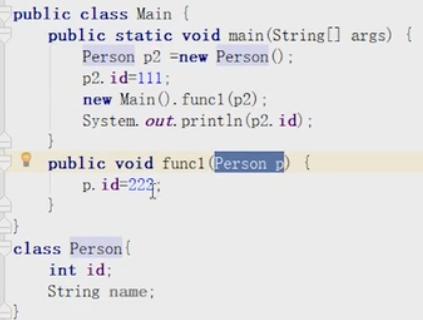 public class Main {
    public static void main(String[] args) {
        Person p2 =new Person();
        p2.id=111;
        new Main().func1(p2);
        System.out.println(p2.id);
    }
    public void func1(Person p) {
        p.id=222;
    }
}
class Person{
    int id;
    String name;
}